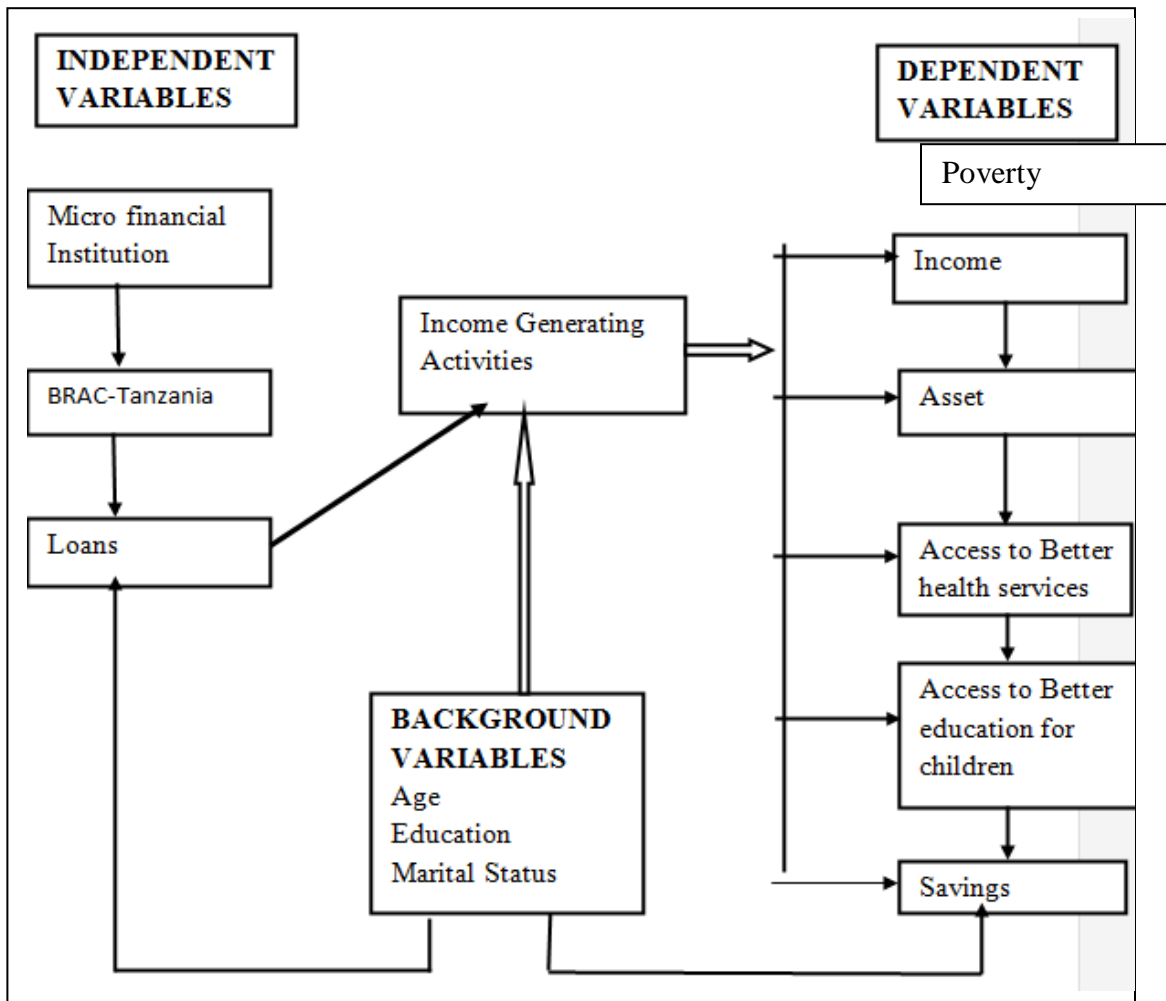 INDEPENDENT
VARIABLES
DEPENDENT
VARIABLES
Poverty
Micro financial
Institution
Income
Income Generating
Activities
BRAC-Tanzania
Asset
Loans
Access to Better
health services
BACKGROUND
VARIABLES
Age
Education
Marital Status
Access to Better
education for
children
Savings